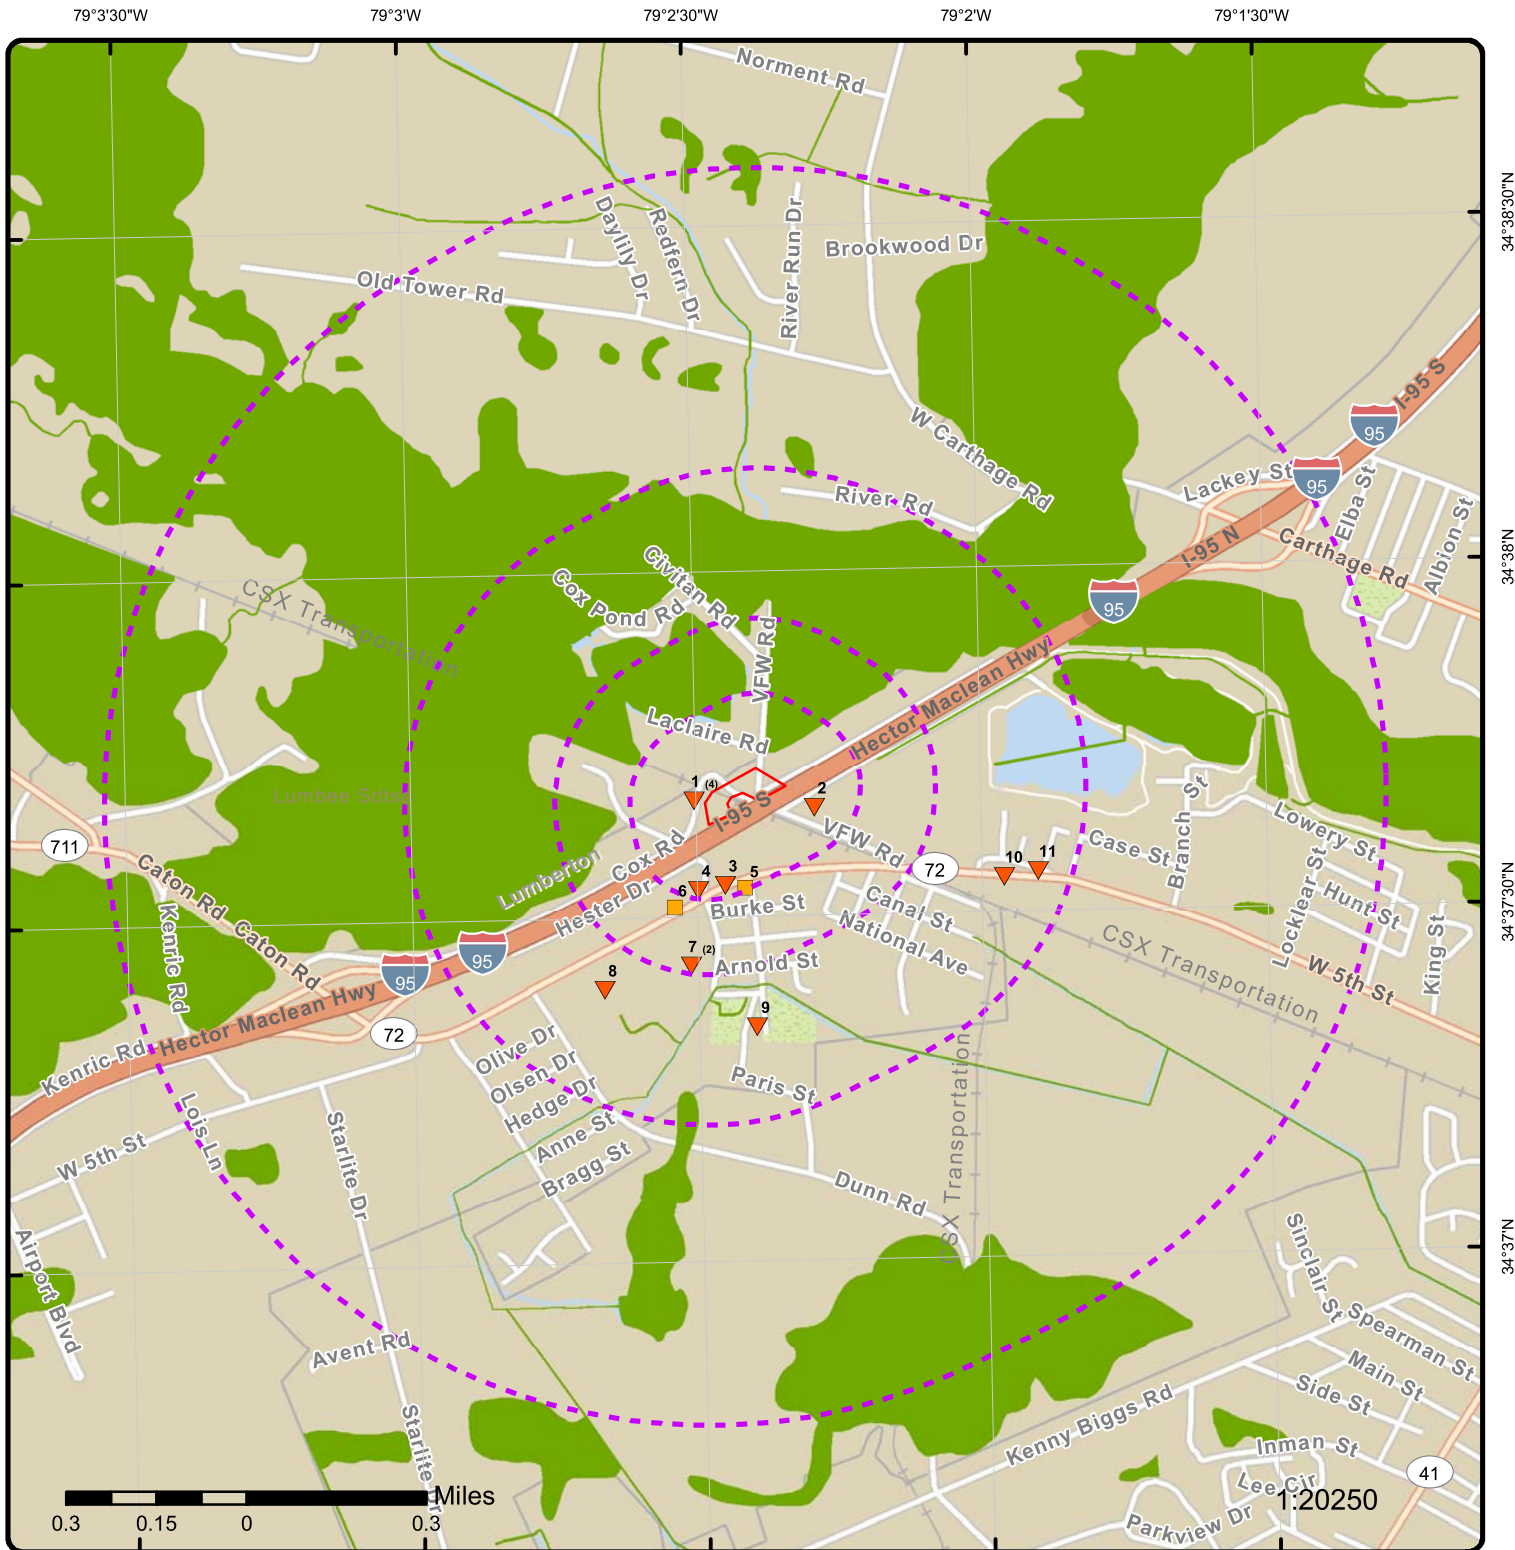 79°3'30"W
79°3'W
79°2'30"W
79°2'W
79°1'30"W
Norment Rd
34°38'30"N
Daylily Dr
Redfern Dr
River Run Dr
Brookwood Dr
Old Tower Rd
I-95 S
95
W Carthage Rd
Lackey St
95
River Rd
Elba St
Albion St
I-95 N
Carthage Rd
34°38'N
Civitan Rd
Cox Pond Rd
CSX Transportation
95
VFW Rd
Hector Maclean Hwy
Laclaire Rd
1 (4)
2
Lumbee Sdtsa
I-95 S
Branch St
Lowery St
711
VFW Rd
Case St
Cox Rd
72
10
11
Caton Rd
Lumberton
4
3
5
6
Hester Dr
Burke St
Canal St
Locklear St
Hunt St
34°37'30"N
Kenric Rd
Caton Rd
National Ave
CSX Transportation
King St
95
95
7 (2)
Arnold St
8
W 5th St
Hector Maclean Hwy
72
9
Kenric Rd
Olive Dr
Olsen Dr
Hedge Dr
Paris St
CSX Transportation
Lois Ln
Starlite Dr
Anne St
Bragg St
W 5th St
Dunn Rd
34°37'N
Airport Blvd
Sinclair St
Avent Rd
Spearman St
Main St
Side St
Starlite Dr
Kenny Biggs Rd
Inman St
Lee Cir
41
Parkview Dr
Miles
0.3
0.15
0
0.3
1:20250